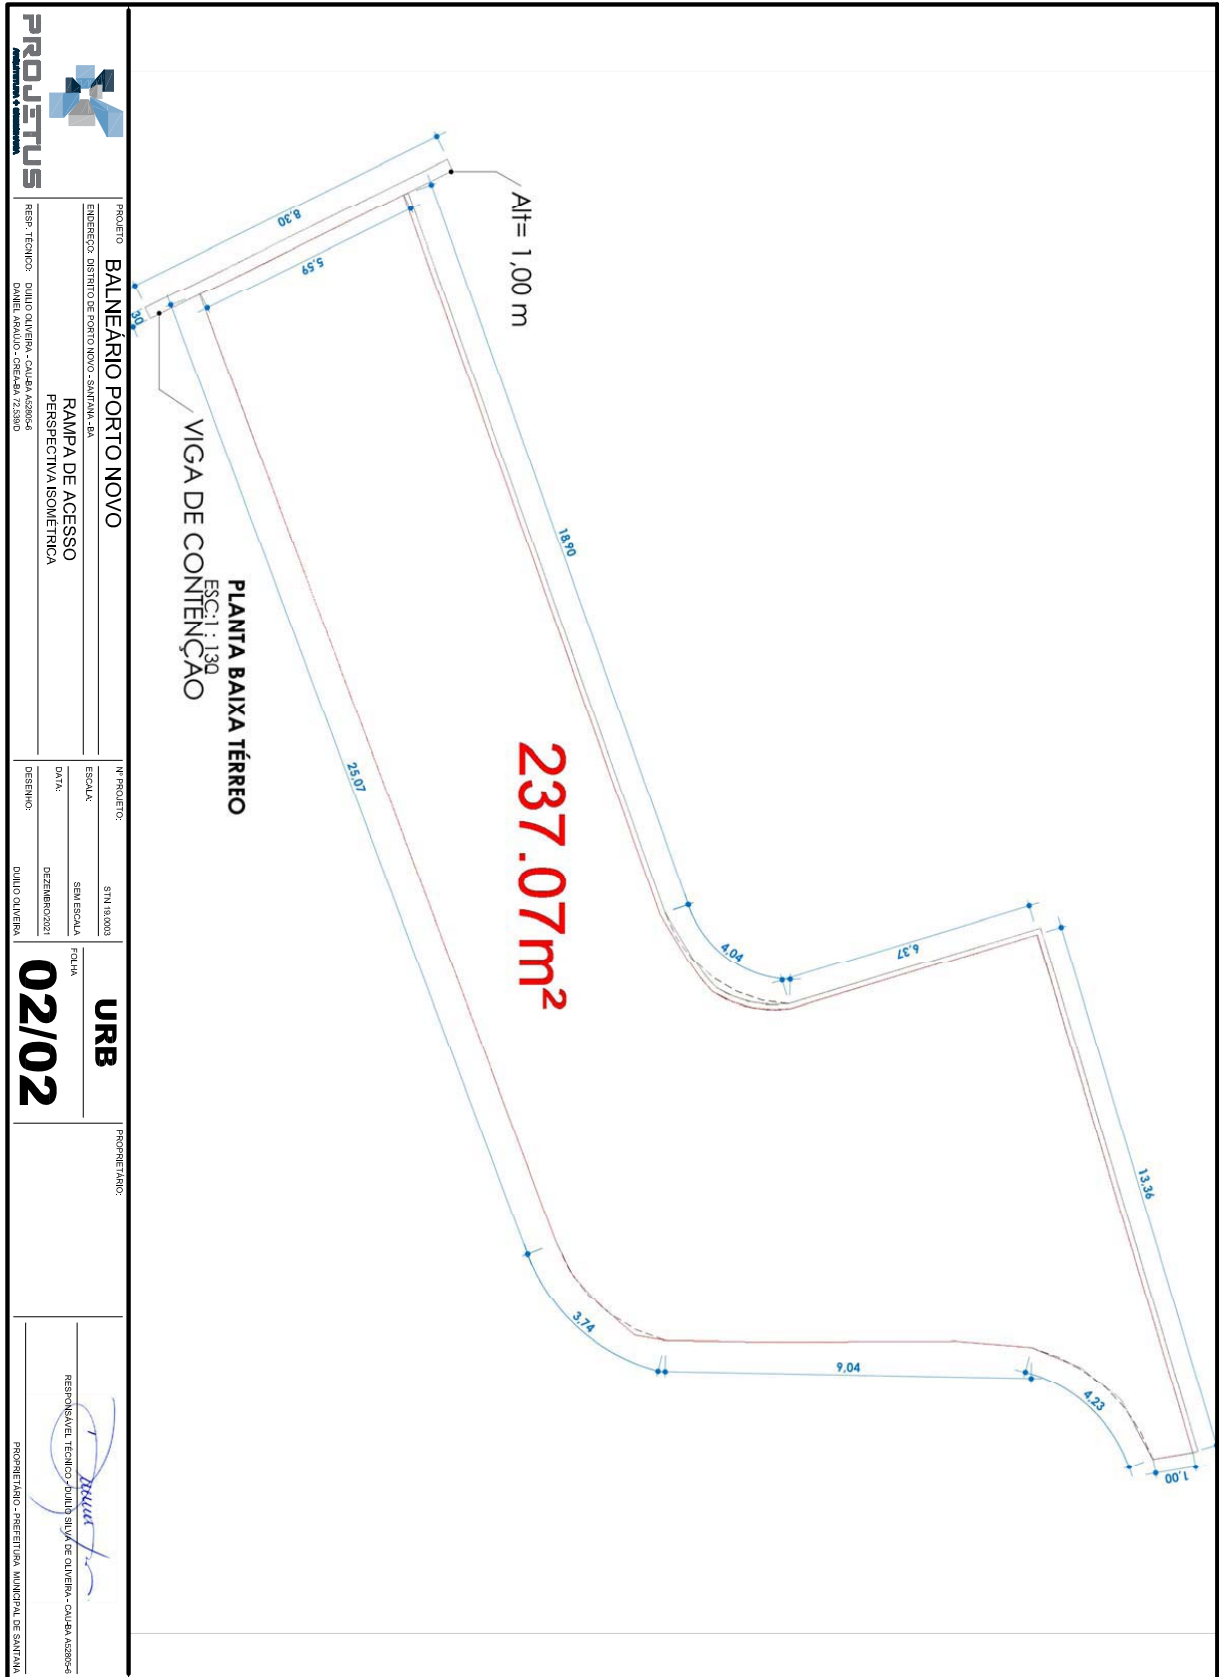 Alt= 1,00 m
8,30
5,59
30
18,90
4,04
6,37
13,36
25,07
3,74
9,04
4,23
1,00
237.07m²
VIGA DE CONTENÇÃO
PLANTA BAIXA TÉRREO
ESC:1 : 130
PROJETUS
ARQUITETURA + ENGENHARIA
PROJETO
BALNEÁRIO PORTO NOVO
ENDEREÇO: DISTRITO DE PORTO NOVO - SANTANA - BA
RAMPA DE ACESSO
PERSPECTIVA ISOMÉTRICA
RESP. TÉCNICO: DUILIO OLIVEIRA - CAU-BA A52805-6
DANIEL ARAÚJO - CREA-BA 72.539/D
Nº PROJETO: STN 19.0003
ESCALA: SEM ESCALA
DATA: DEZEMBRO/2021
DESENHO: DUILIO OLIVEIRA
URB
FOLHA
02/02
PROPRIETÁRIO:
RESPONSÁVEL TÉCNICO - DUILIO SILVA DE OLIVEIRA - CAU-BA A52805-6
PROPRIETÁRIO - PREFEITURA MUNICIPAL DE SANTANA